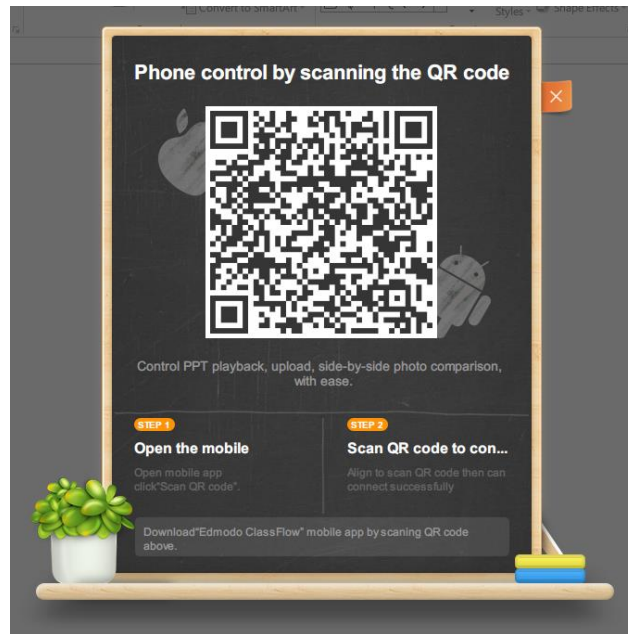 Convert to SmartArt
Styles
Shape Effects
Phone control by scanning the QR code
Control PPT playback, upload, side-by-side photo comparison,
with ease.
STEP 1
STEP 2
Open the mobile
Scan QR code to con...
Open mobile app
click"Scan QR code".
Align to scan QR code then can
connect successfully
Download"Edmodo ClassFlow" mobile app by scaning QR code
above.